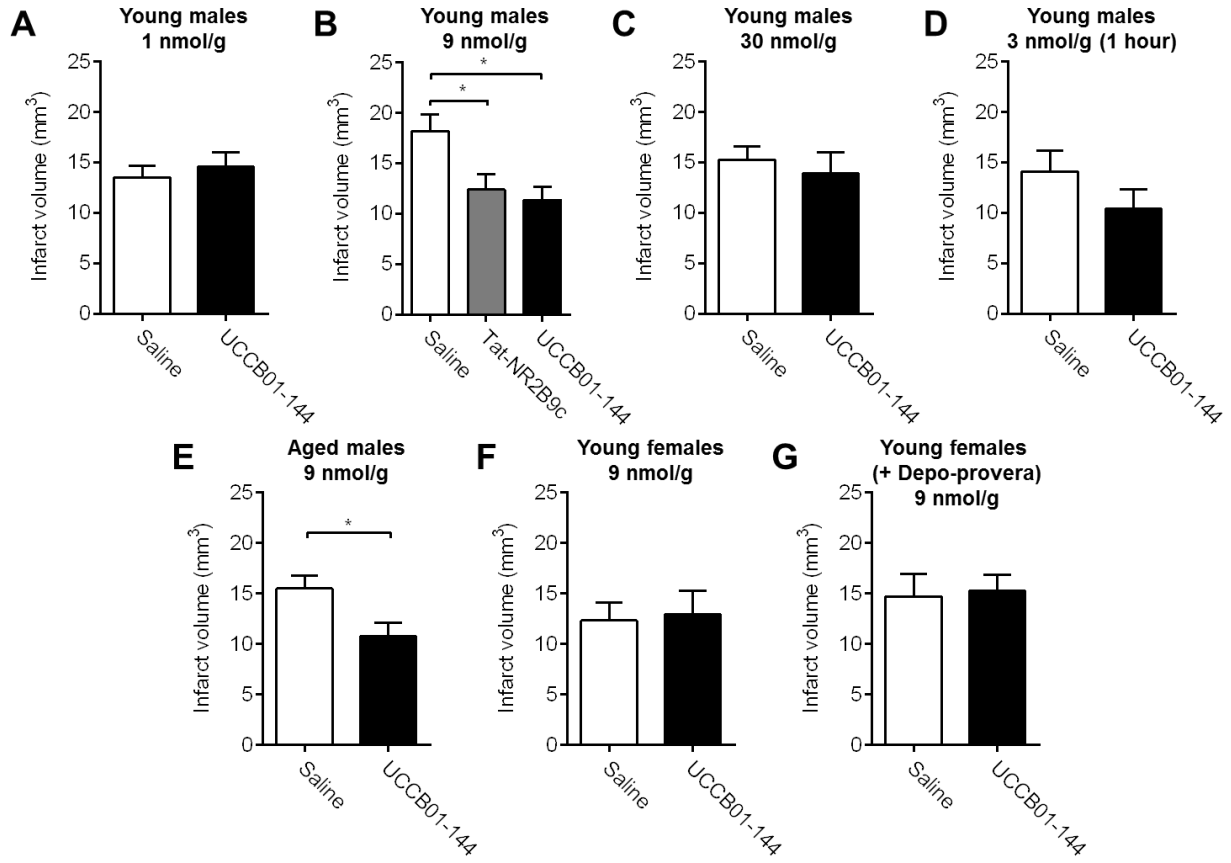 A
Young males
1 nmol/g
Infarct volume (mm3)
25
20
15
10
5
0
Saline
UCCB01-144
B
Young males
9 nmol/g
Infarct volume (mm3)
25
20
15
10
5
0
*
*
Saline
Tat-NR2B9c
UCCB01-144
C
Young males
30 nmol/g
Infarct volume (mm3)
25
20
15
10
5
0
Saline
UCCB01-144
D
Young males
3 nmol/g (1 hour)
Infarct volume (mm3)
25
20
15
10
5
0
Saline
UCCB01-144
E
Aged males
9 nmol/g
Infarct volume (mm3)
25
20
15
10
5
0
*
Saline
UCCB01-144
F
Young females
9 nmol/g
Infarct volume (mm3)
25
20
15
10
5
0
Saline
UCCB01-144
G
Young females
(+ Depo-provera)
9 nmol/g
Infarct volume (mm3)
25
20
15
10
5
0
Saline
UCCB01-144